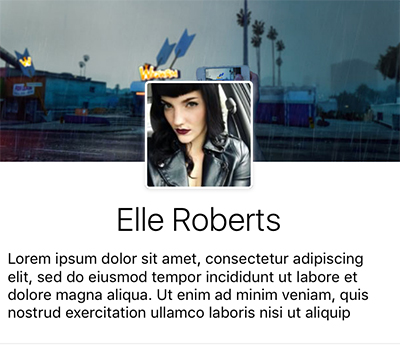 Elle Roberts
Lorem ipsum dolor sit amet, consectetur adipiscing
elit, sed do eiusmod tempor incididunt ut labore et
dolore magna aliqua. Ut enim ad minim veniam, quis
nostrud exercitation ullamco laboris nisi ut aliquip